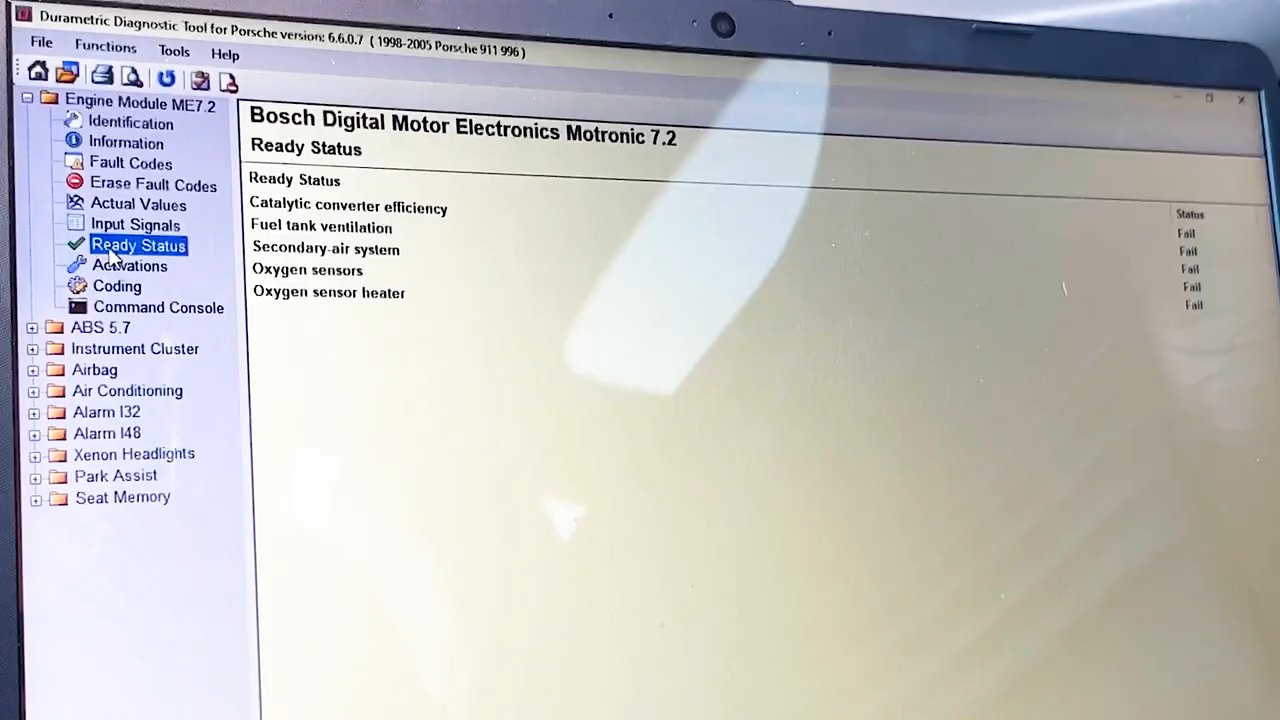 Durametric Diagnostic Tool for Porsche version: 6.6.0.7 ( 1998-2005 Porsche 911 996 )
File Functions Tools Help
Engine Module ME7.2
Identification
Information
Fault Codes
Erase Fault Codes
Actual Values
Input Signals
Ready Status
Activations
Coding
Command Console
ABS 5.7
Instrument Cluster
Airbag
Air Conditioning
Alarm I32
Alarm I48
Xenon Headlights
Park Assist
Seat Memory
Bosch Digital Motor Electronics Motronic 7.2
Ready Status
Ready Status Status
Catalytic converter efficiency Fail
Fuel tank ventilation Fail
Secondary-air system Fail
Oxygen sensors Fail
Oxygen sensor heater Fail